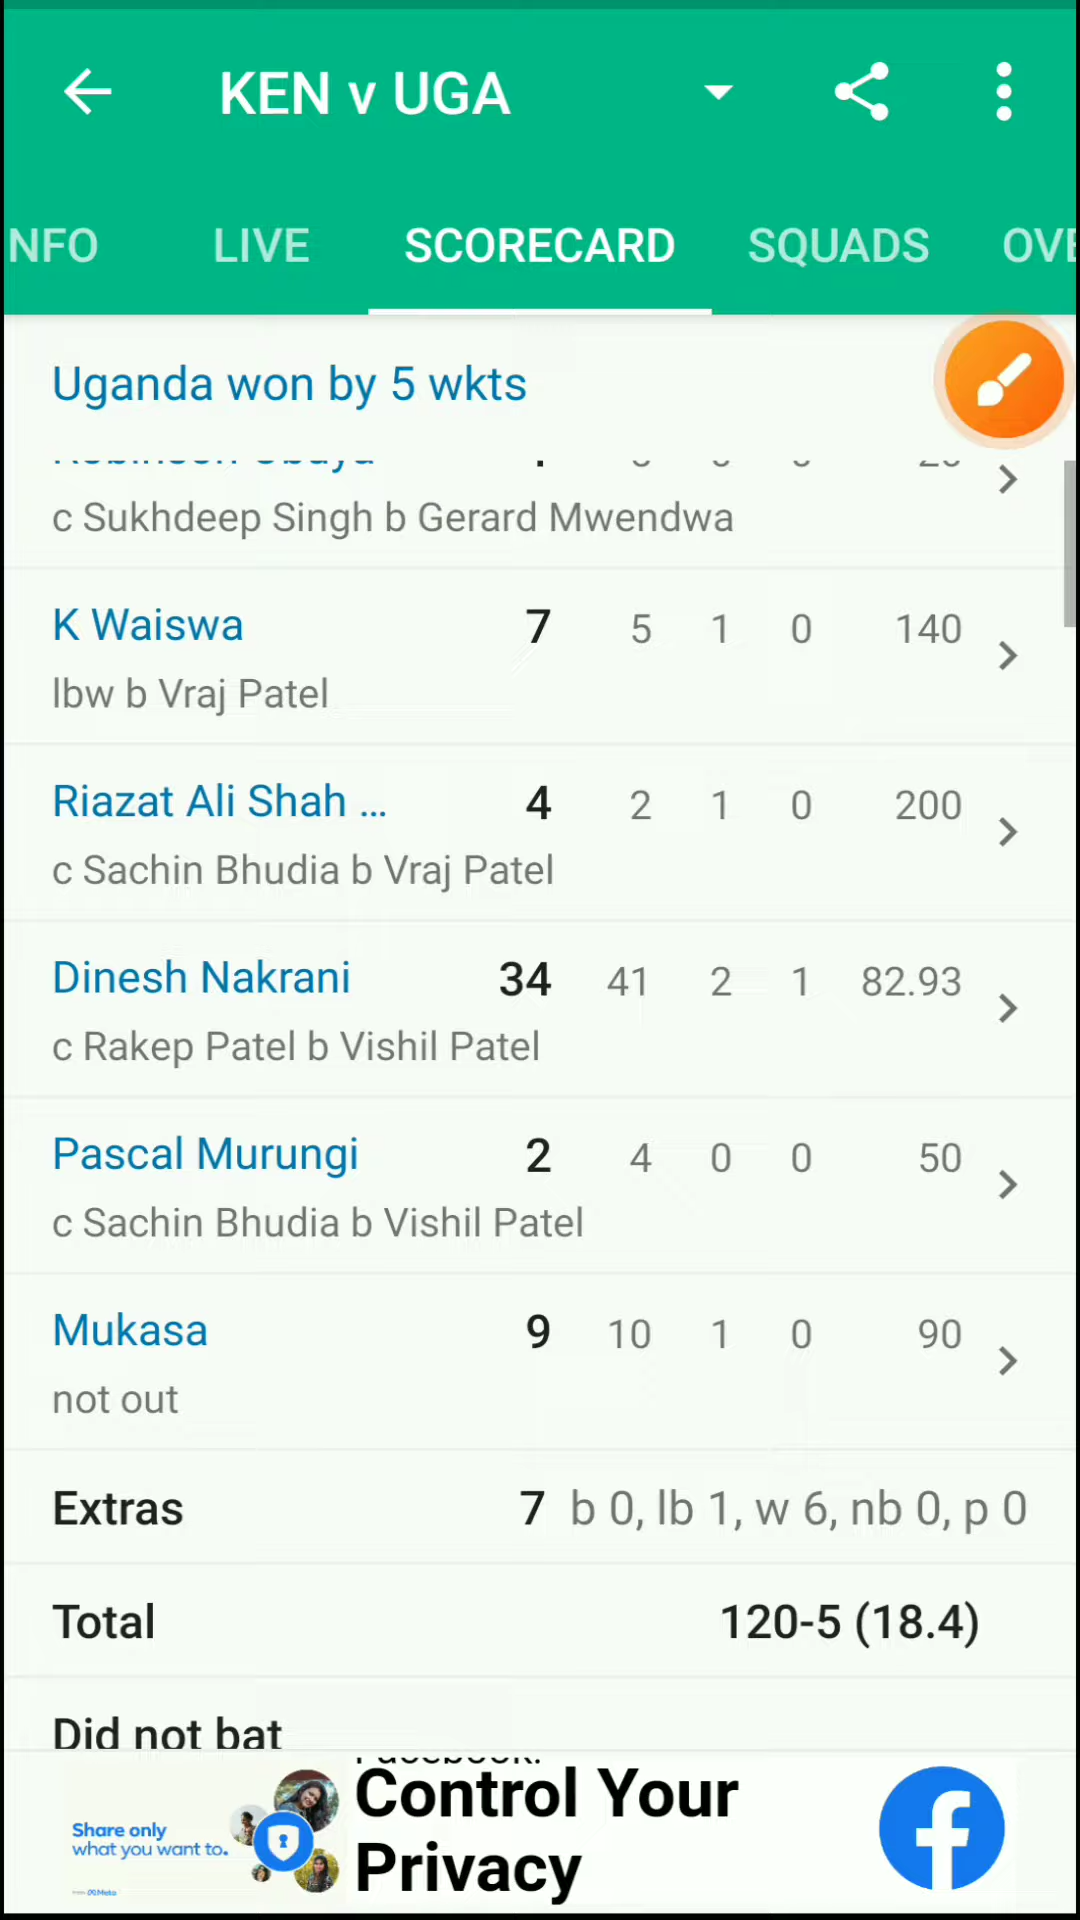 KEN v UGA
NFO LIVE SCORECARD SQUADS OVE
Uganda won by 5 wkts
c Sukhdeep Singh b Gerard Mwendwa
K Waiswa 7 5 1 0 140
lbw b Vraj Patel
Riazat Ali Shah ... 4 2 1 0 200
c Sachin Bhudia b Vraj Patel
Dinesh Nakrani 34 41 2 1 82.93
c Rakep Patel b Vishil Patel
Pascal Murungi 2 4 0 0 50
c Sachin Bhudia b Vishil Patel
Mukasa 9 10 1 0 90
not out
Extras 7 b 0, lb 1, w 6, nb 0, p 0
Total 120-5 (18.4)
Did not bat
Share only
what you want to.
Meta
Control Your
Privacy